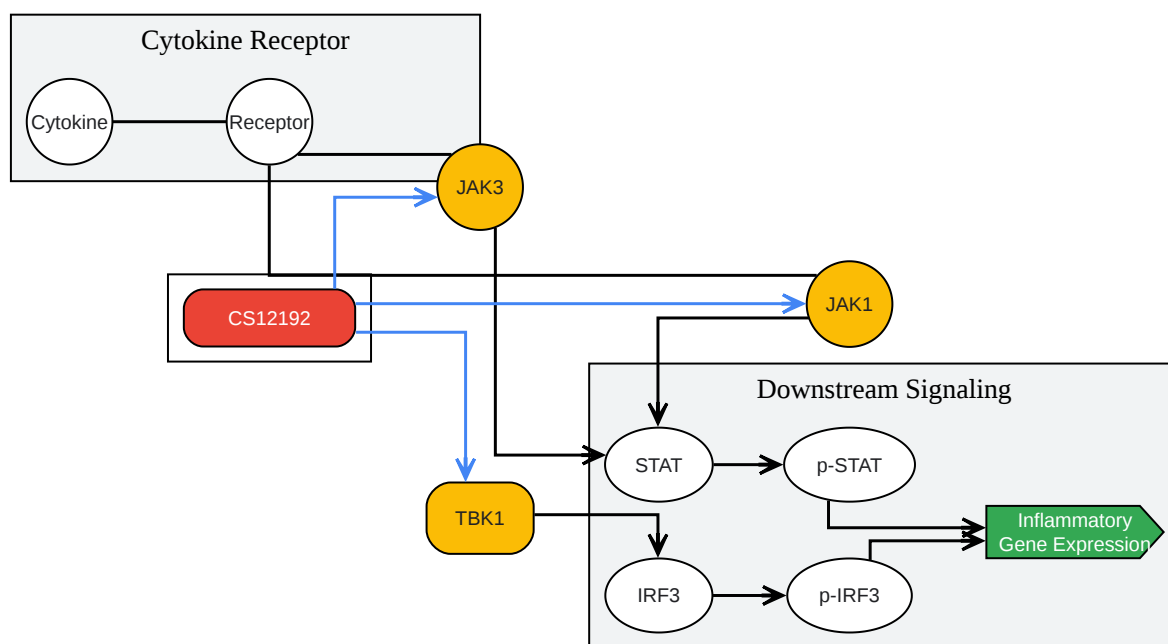 Cytokine Receptor
Cytokine
Receptor
JAK3
CS12192
JAK1
Downstream Signaling
STAT
p-STAT
TBK1
Inflammatory
Gene Expression
IRF3
p-IRF3